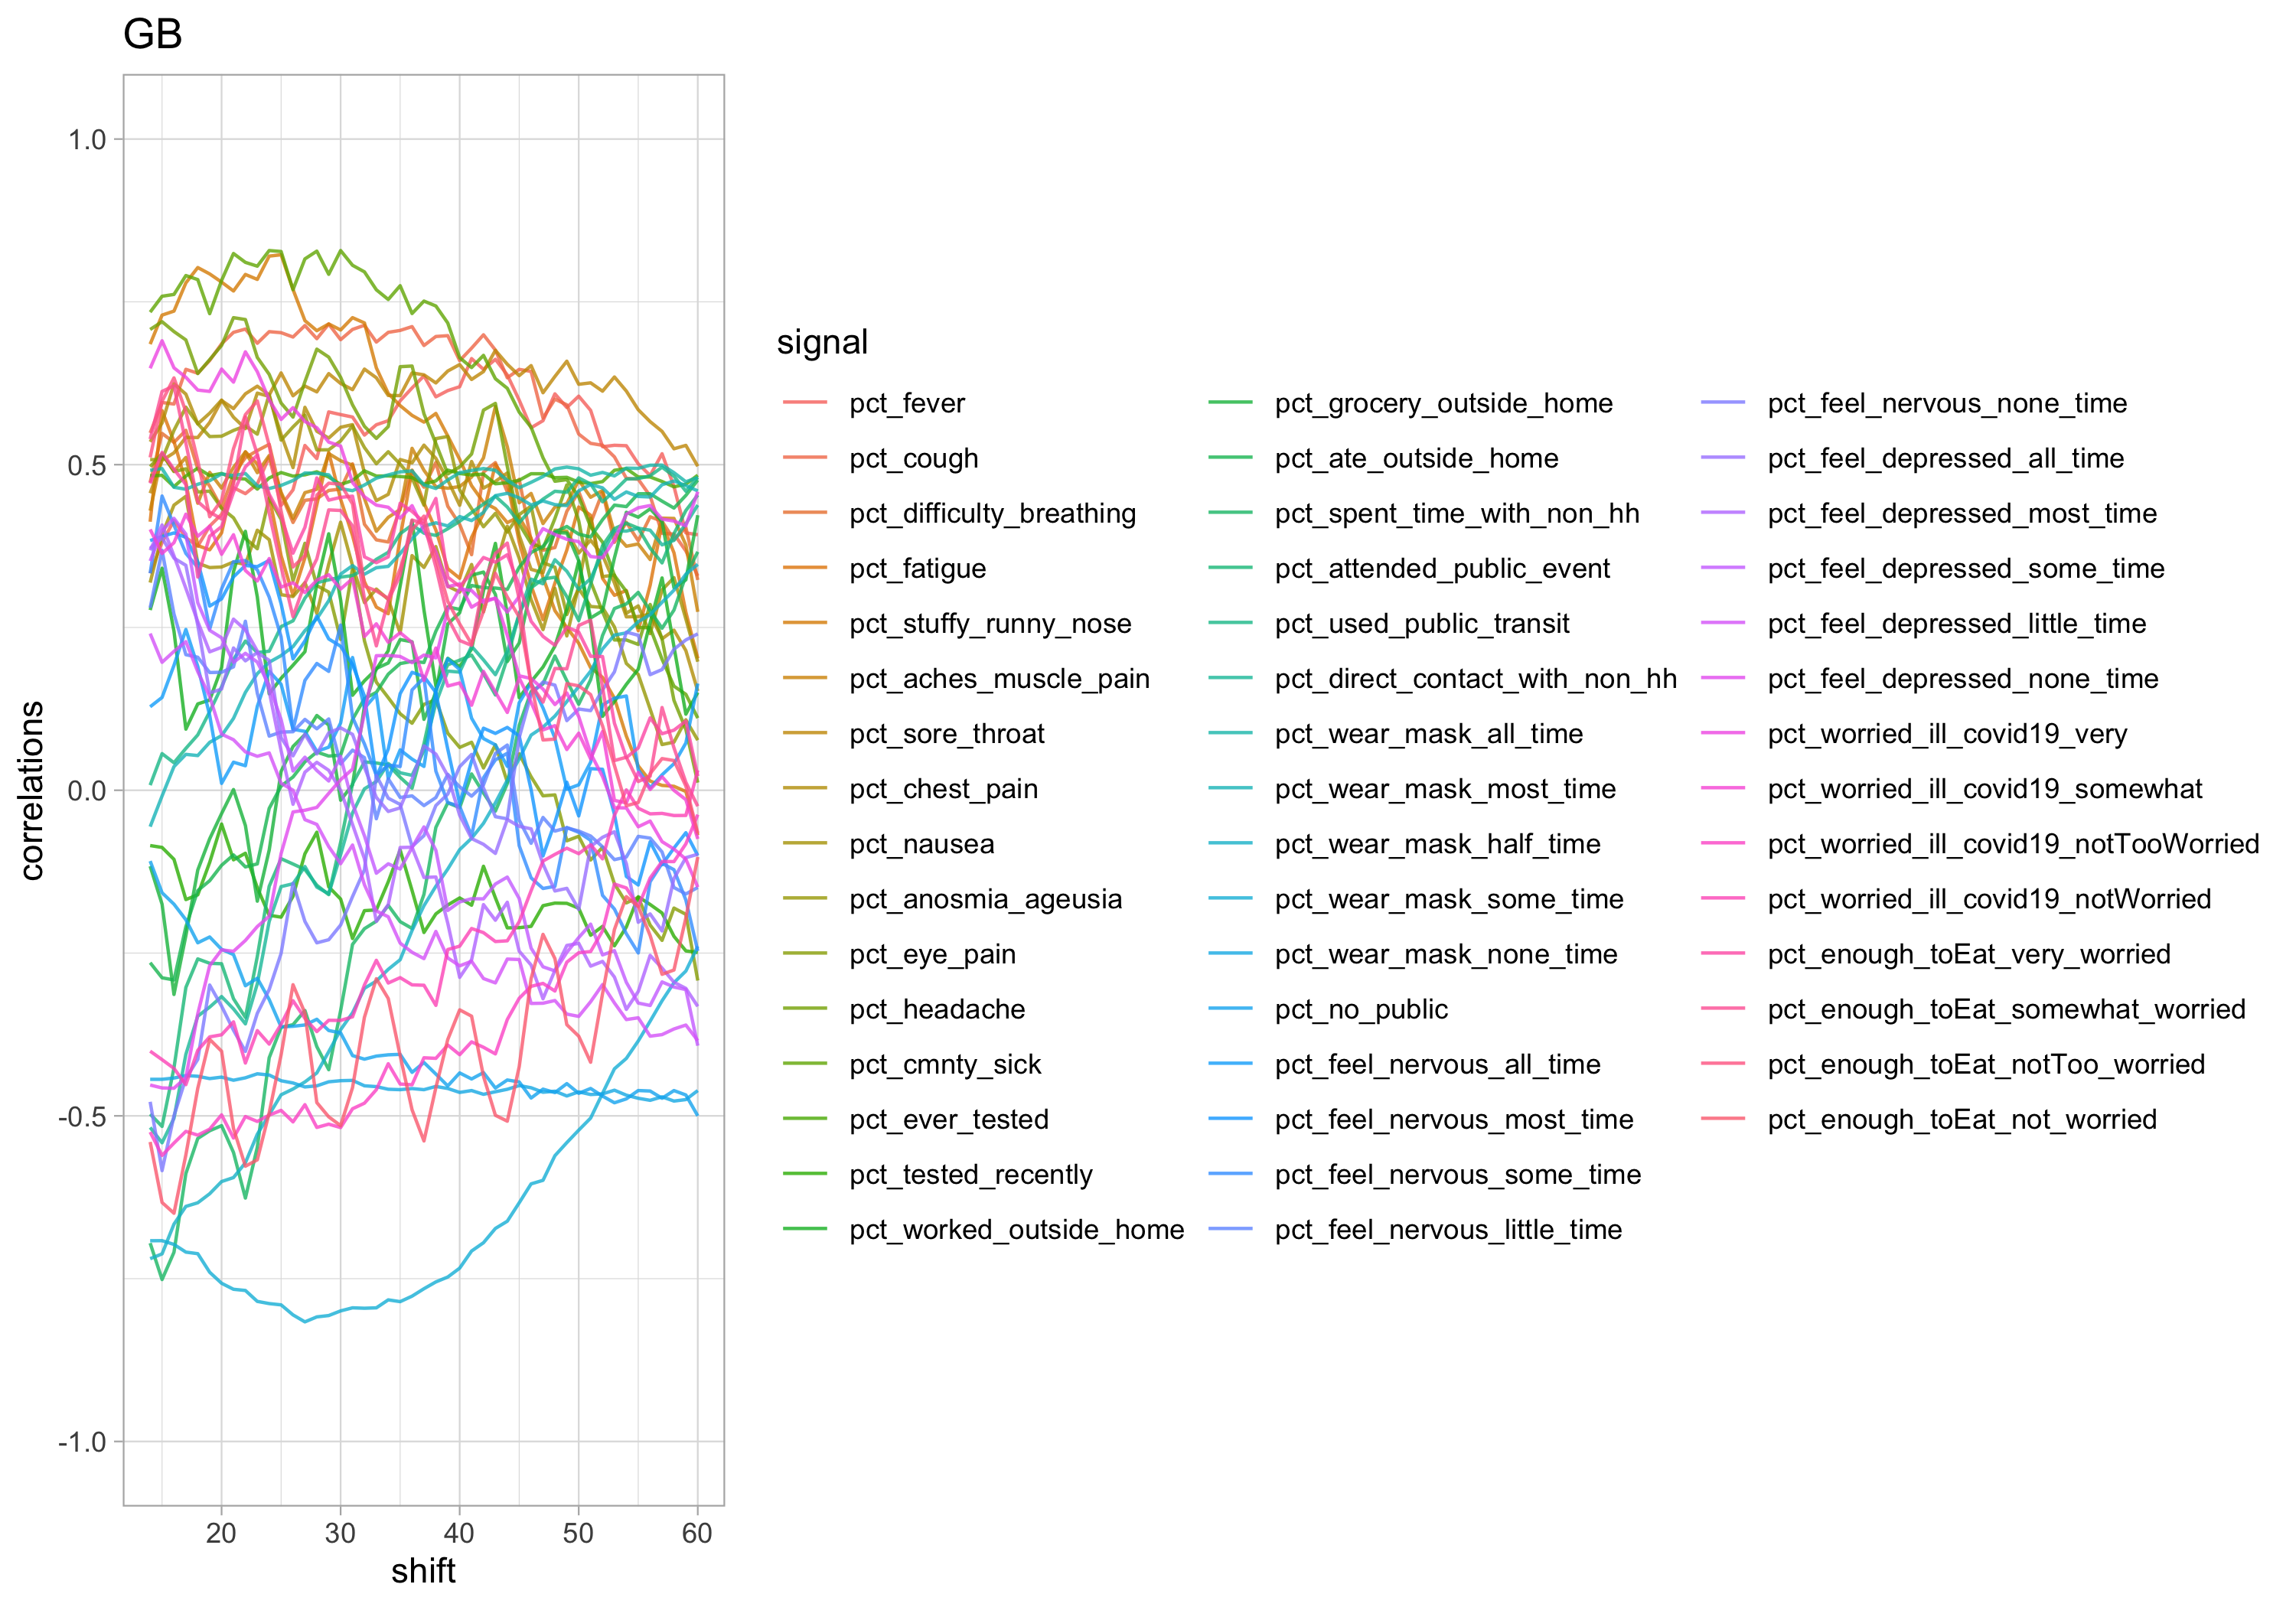 GB
correlations
1.0
0.5
0.0
-0.5
-1.0
20
30
40
50
60
shift
signal
pct_fever
pct_cough
pct_difficulty_breathing
pct_fatigue
pct_stuffy_runny_nose
pct_aches_muscle_pain
pct_sore_throat
pct_chest_pain
pct_nausea
pct_anosmia_ageusia
pct_eye_pain
pct_headache
pct_cmnty_sick
pct_ever_tested
pct_tested_recently
pct_worked_outside_home
pct_grocery_outside_home
pct_ate_outside_home
pct_spent_time_with_non_hh
pct_attended_public_event
pct_used_public_transit
pct_direct_contact_with_non_hh
pct_wear_mask_all_time
pct_wear_mask_most_time
pct_wear_mask_half_time
pct_wear_mask_some_time
pct_wear_mask_none_time
pct_no_public
pct_feel_nervous_all_time
pct_feel_nervous_most_time
pct_feel_nervous_some_time
pct_feel_nervous_little_time
pct_feel_nervous_none_time
pct_feel_depressed_all_time
pct_feel_depressed_most_time
pct_feel_depressed_some_time
pct_feel_depressed_little_time
pct_feel_depressed_none_time
pct_worried_ill_covid19_very
pct_worried_ill_covid19_somewhat
pct_worried_ill_covid19_notTooWorried
pct_worried_ill_covid19_notWorried
pct_enough_toEat_very_worried
pct_enough_toEat_somewhat_worried
pct_enough_toEat_notToo_worried
pct_enough_toEat_not_worried